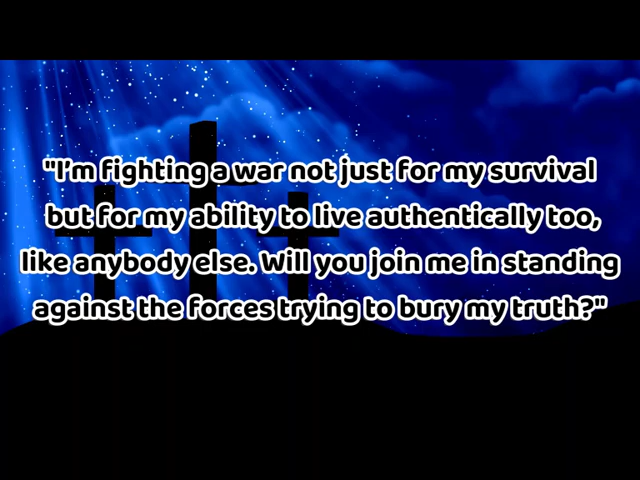 "I'm fighting a war not just for my survival
but for my ability to live authentically too,
like anybody else. Will you join me in standing
against the forces trying to bury my truth?"